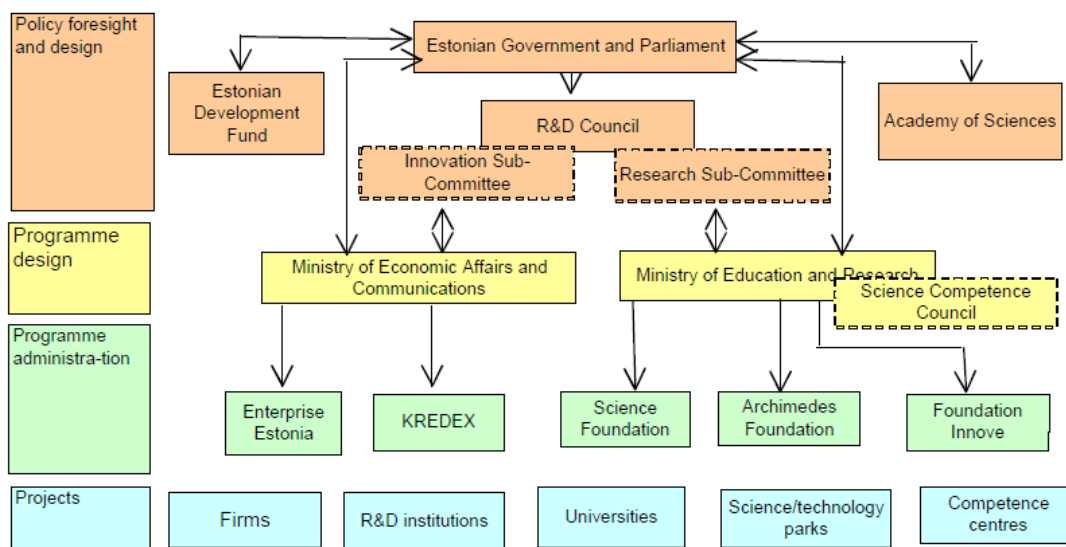 Policy foresight
and design
Estonian Government and Parliament
Estonian
Development
Fund
R&D Council
Academy of Sciences
Innovation Sub-
Committee
Research Sub-Committee
Programme
design
Ministry of Economic Affairs and
Communications
Ministry of Education and Research
Science Competence
Council
Programme
administra-tion
Enterprise
Estonia
KREDEX
Science
Foundation
Archimedes
Foundation
Foundation
Innove
Projects
Firms
R&D institutions
Universities
Science/technology
parks
Competence
centres